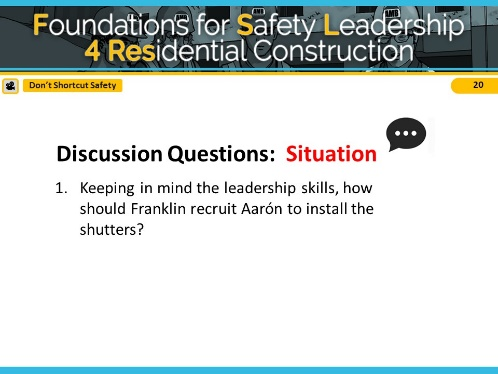 Foundations for Safety Leadership
4 Residential Construction
Don't Shortcut Safety
20
Discussion Questions: Situation
1. Keeping in mind the leadership skills, how
should Franklin recruit Aarón to install the
shutters?